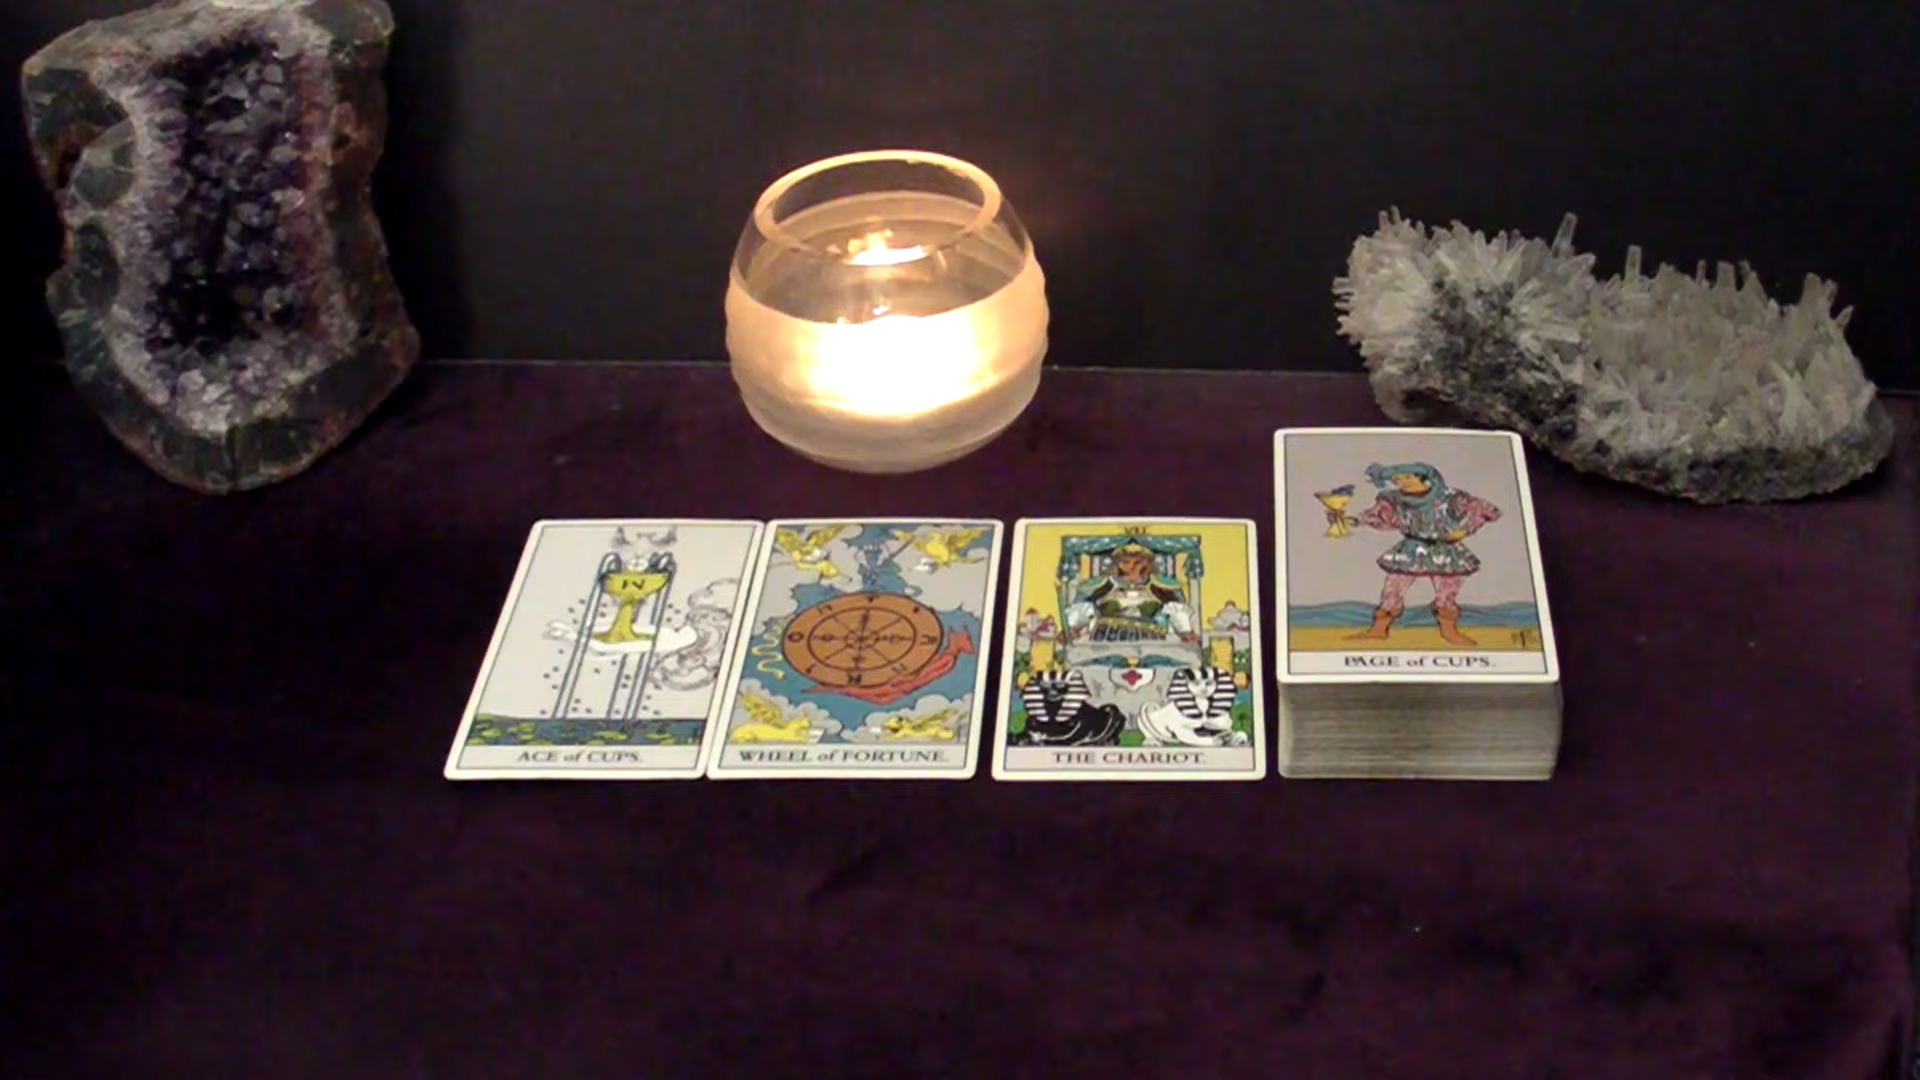 ACE of CUPS.
WHEEL of FORTUNE.
VII
THE CHARIOT.
PAGE of CUPS.